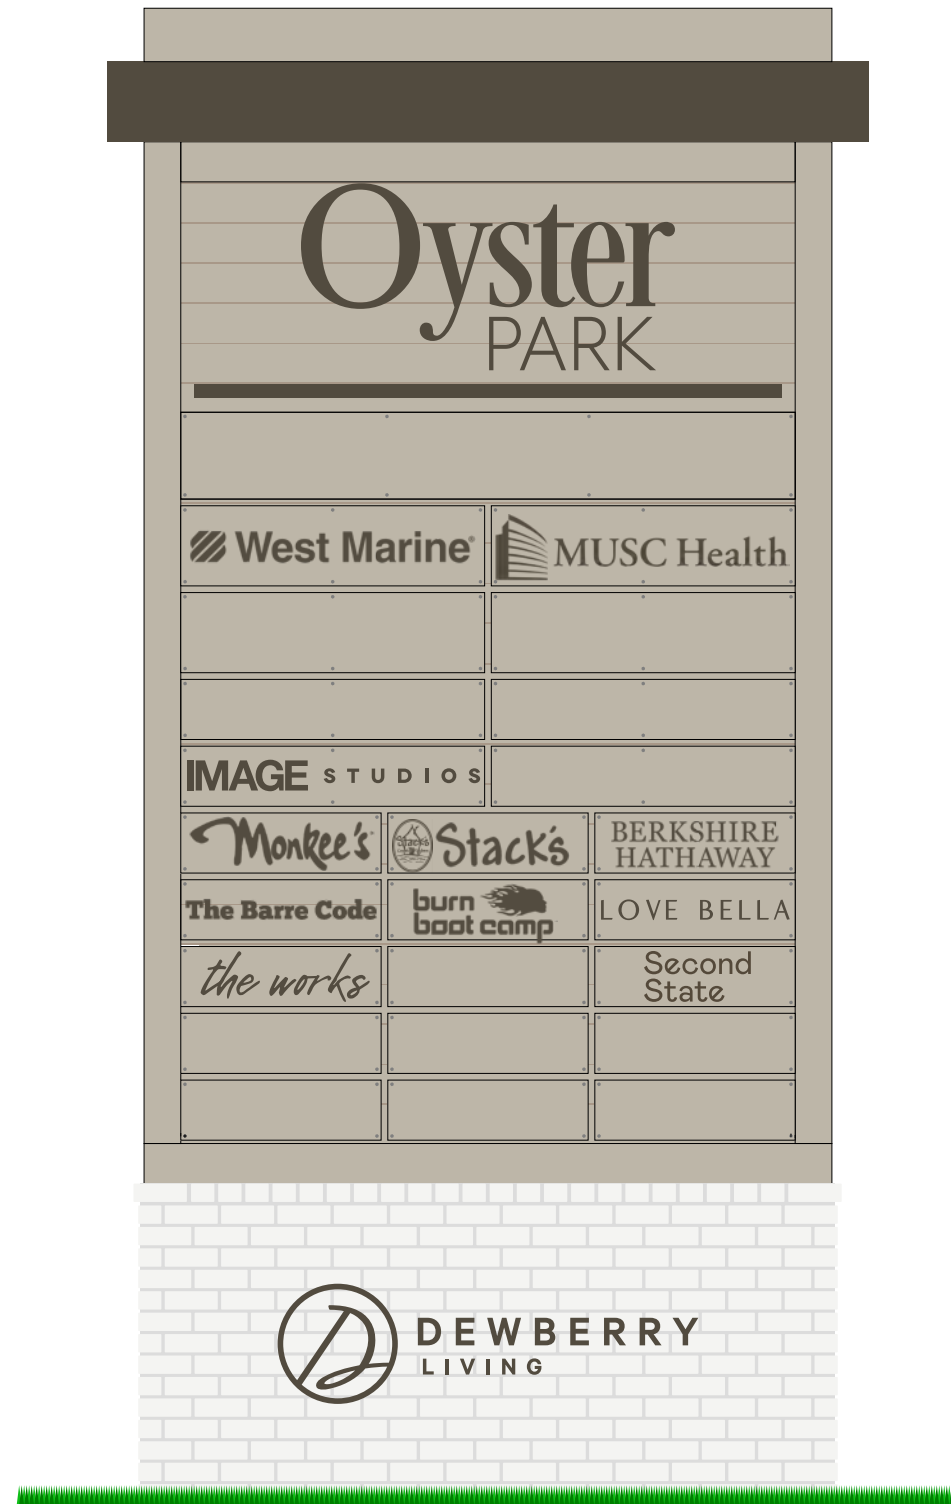 Oyster
PARK
West Marine®
MUSC Health
IMAGE STUDIOS
Monkee's
Stack's
Stack's
BERKSHIRE
HATHAWAY
The Barre Code
burn
boot camp
LOVE BELLA
the works
Second
State
DEWBERRY
LIVING